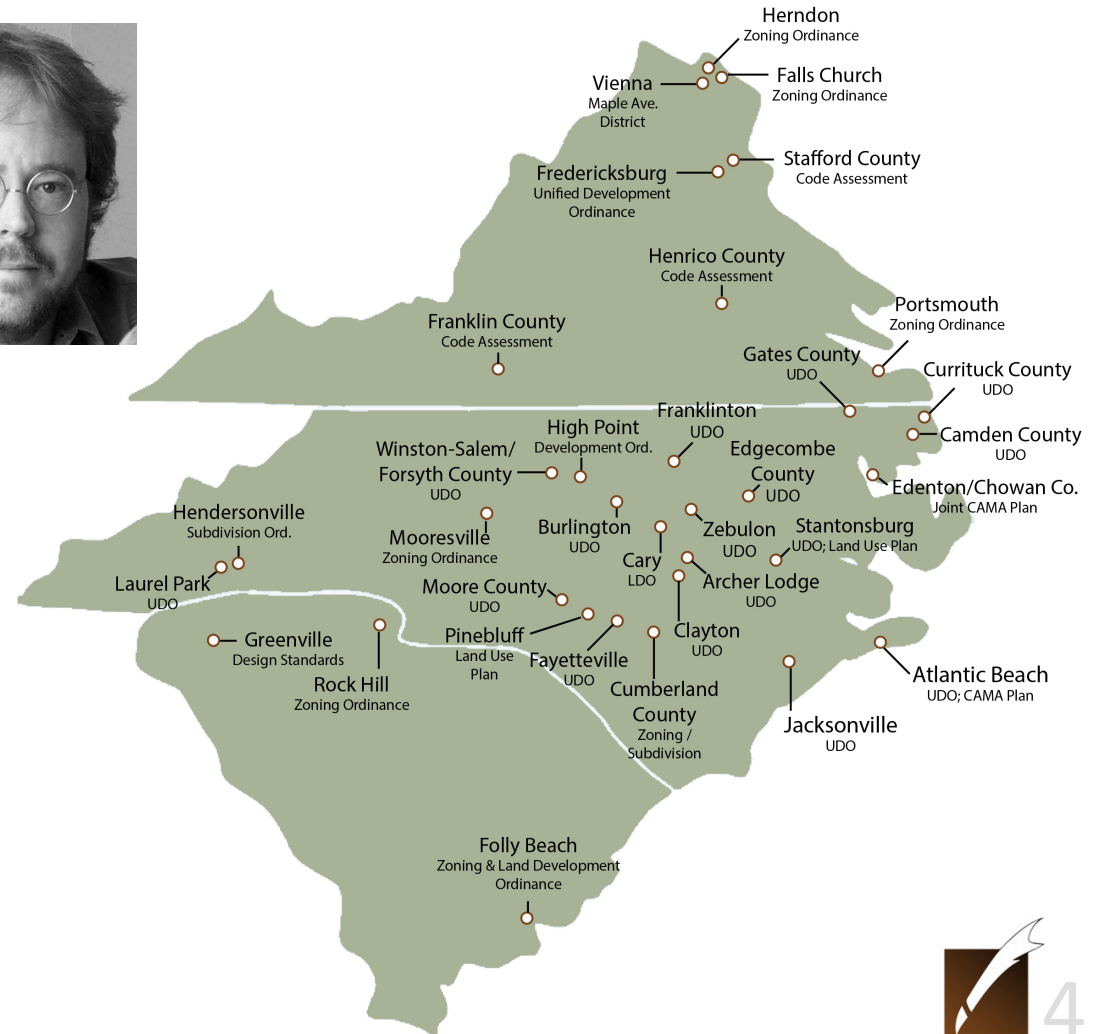 Herndon
Zoning Ordinance
Vienna
Maple Ave.
District
Falls Church
Zoning Ordinance
Stafford County
Code Assessment
Fredericksburg
Unified Development
Ordinance
Henrico County
Code Assessment
Portsmouth
Zoning Ordinance
Franklin County
Code Assessment
Gates County
UDO
Currituck County
UDO
Franklinton
UDO
High Point
Development Ord.
Camden County
UDO
Winston-Salem/
Forsyth County
UDO
Edgecombe
County
UDO
Edenton/Chowan Co.
Joint CAMA Plan
Hendersonville
Subdivision Ord.
Mooresville
Zoning Ordinance
Burlington
UDO
Zebulon
UDO
Stantonsburg
UDO; Land Use Plan
Cary
LDO
Laurel Park
UDO
Moore County
UDO
Archer Lodge
UDO
Greenville
Design Standards
Pinebluff
Land Use
Plan
Clayton
UDO
Fayetteville
UDO
Rock Hill
Zoning Ordinance
Cumberland
County
Zoning /
Subdivision
Atlantic Beach
UDO; CAMA Plan
Jacksonville
UDO
Folly Beach
Zoning & Land Development
Ordinance
4